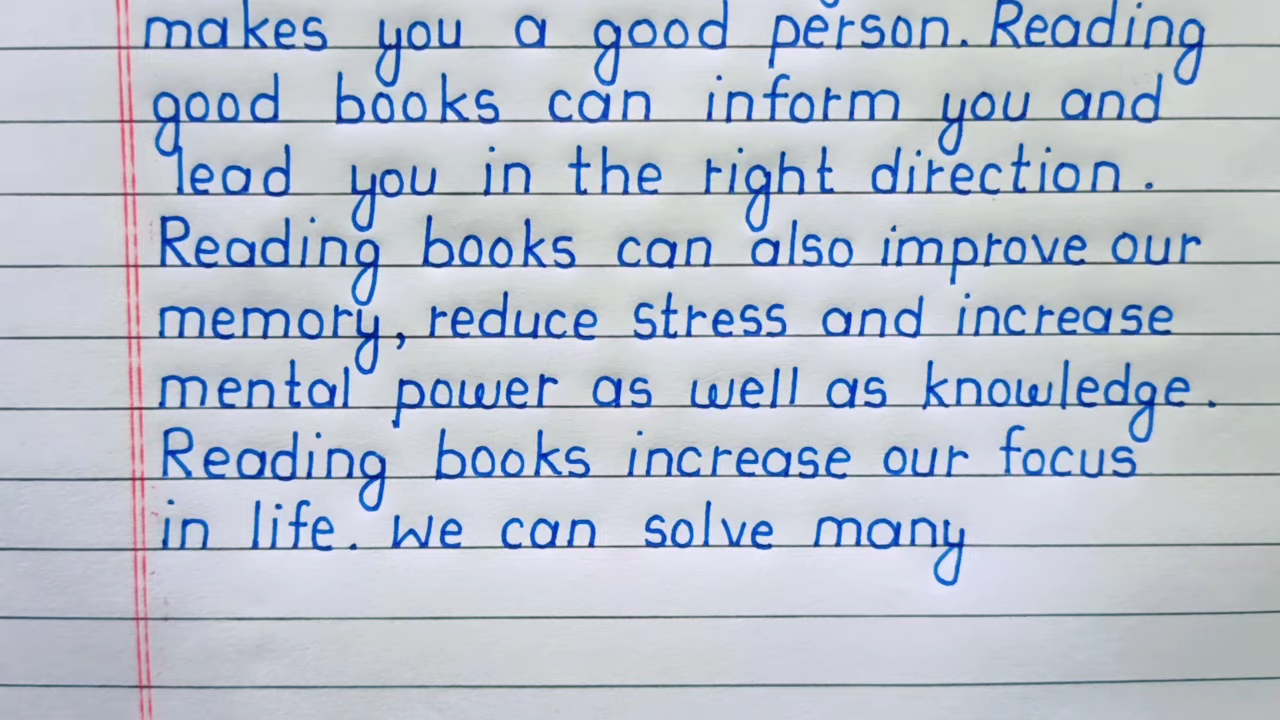 makes you a good person. Reading
good books can inform you and
lead you in the right direction.
Reading books can also improve our
memory, reduce stress and increase
mental power as well as knowledge.
Reading books increase our focus
in life. We can solve many